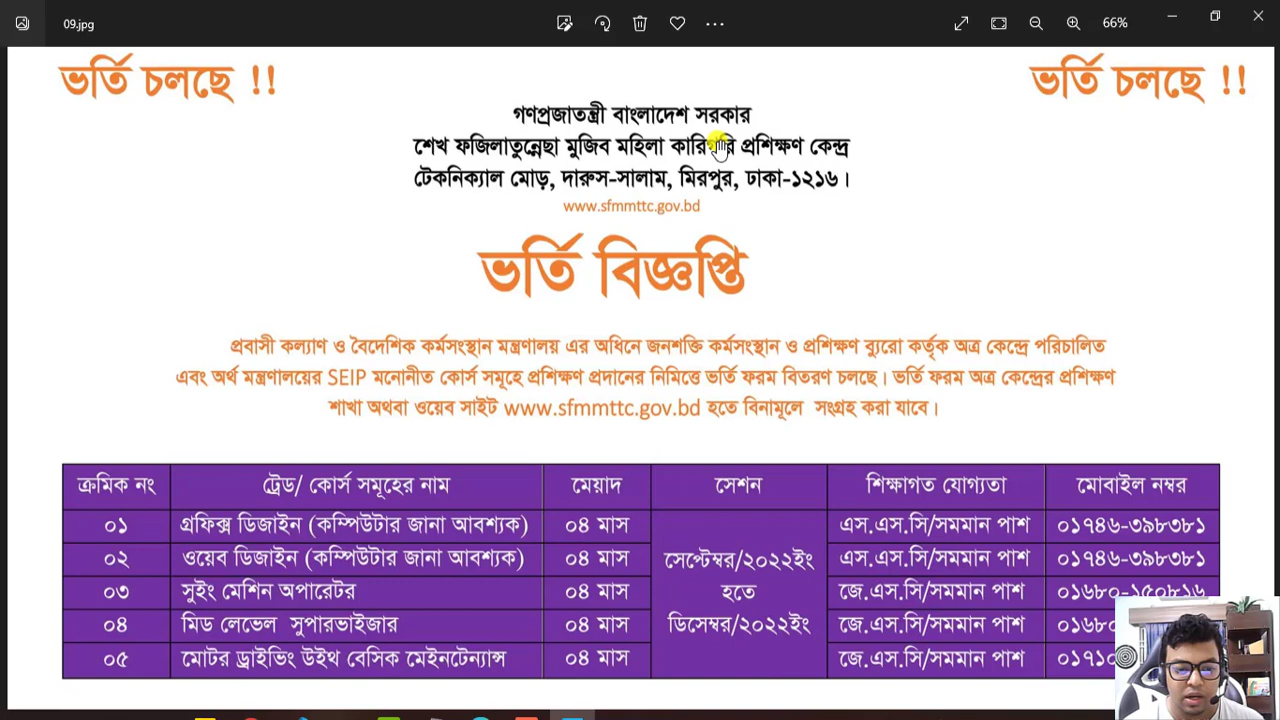 09.jpg
66%
ভর্তি চলছে !!
ভর্তি চলছে !!
গণপ্রজাতন্ত্রী বাংলাদেশ সরকার
শেখ ফজিলাতুন্নেছা মুজিব মহিলা কারিগরি প্রশিক্ষণ কেন্দ্র
টেকনিক্যাল মোড়, দারুস-সালাম, মিরপুর, ঢাকা-১২১৬।
www.sfmmttc.gov.bd
ভর্তি বিজ্ঞপ্তি
প্রবাসী কল্যাণ ও বৈদেশিক কর্মসংস্থান মন্ত্রণালয় এর অধিনে জনশক্তি কর্মসংস্থান ও প্রশিক্ষণ ব্যুরো কর্তৃক অত্র কেন্দ্রে পরিচালিত
এবং অর্থ মন্ত্রণালয়ের SEIP মনোনীত কোর্স সমূহে প্রশিক্ষণ প্রদানের নিমিত্তে ভর্তি ফরম বিতরণ চলছে। ভর্তি ফরম অত্র কেন্দ্রের প্রশিক্ষণ
শাখা অথবা ওয়েব সাইট www.sfmmttc.gov.bd হতে বিনামূলে সংগ্রহ করা যাবে।
ক্রমিক নং ট্রেড/ কোর্স সমূহের নাম মেয়াদ সেশন শিক্ষাগত যোগ্যতা মোবাইল নম্বর
০১ গ্রফিক্স ডিজাইন (কম্পিউটার জানা আবশ্যক) ০৪ মাস এস.এস.সি/সমমান পাশ ০১৭৪৬-৩৯৮৩৮১
০২ ওয়েব ডিজাইন (কম্পিউটার জানা আবশ্যক) ০৪ মাস সেপ্টেম্বর/২০২২ইং এস.এস.সি/সমমান পাশ ০১৭৪৬-৩৯৮৩৮১
০৩ সুইং মেশিন অপারেটর ০৪ মাস হতে জে.এস.সি/সমমান পাশ ০১৬৮০-১৫০৮১৬
০৪ মিড লেভেল সুপারভাইজার ০৪ মাস ডিসেম্বর/২০২২ইং জে.এস.সি/সমমান পাশ ০১৬৮০
০৫ মোটর ড্রাইভিং উইথ বেসিক মেইনটেন্যান্স ০৪ মাস জে.এস.সি/সমমান পাশ ০১৭১০